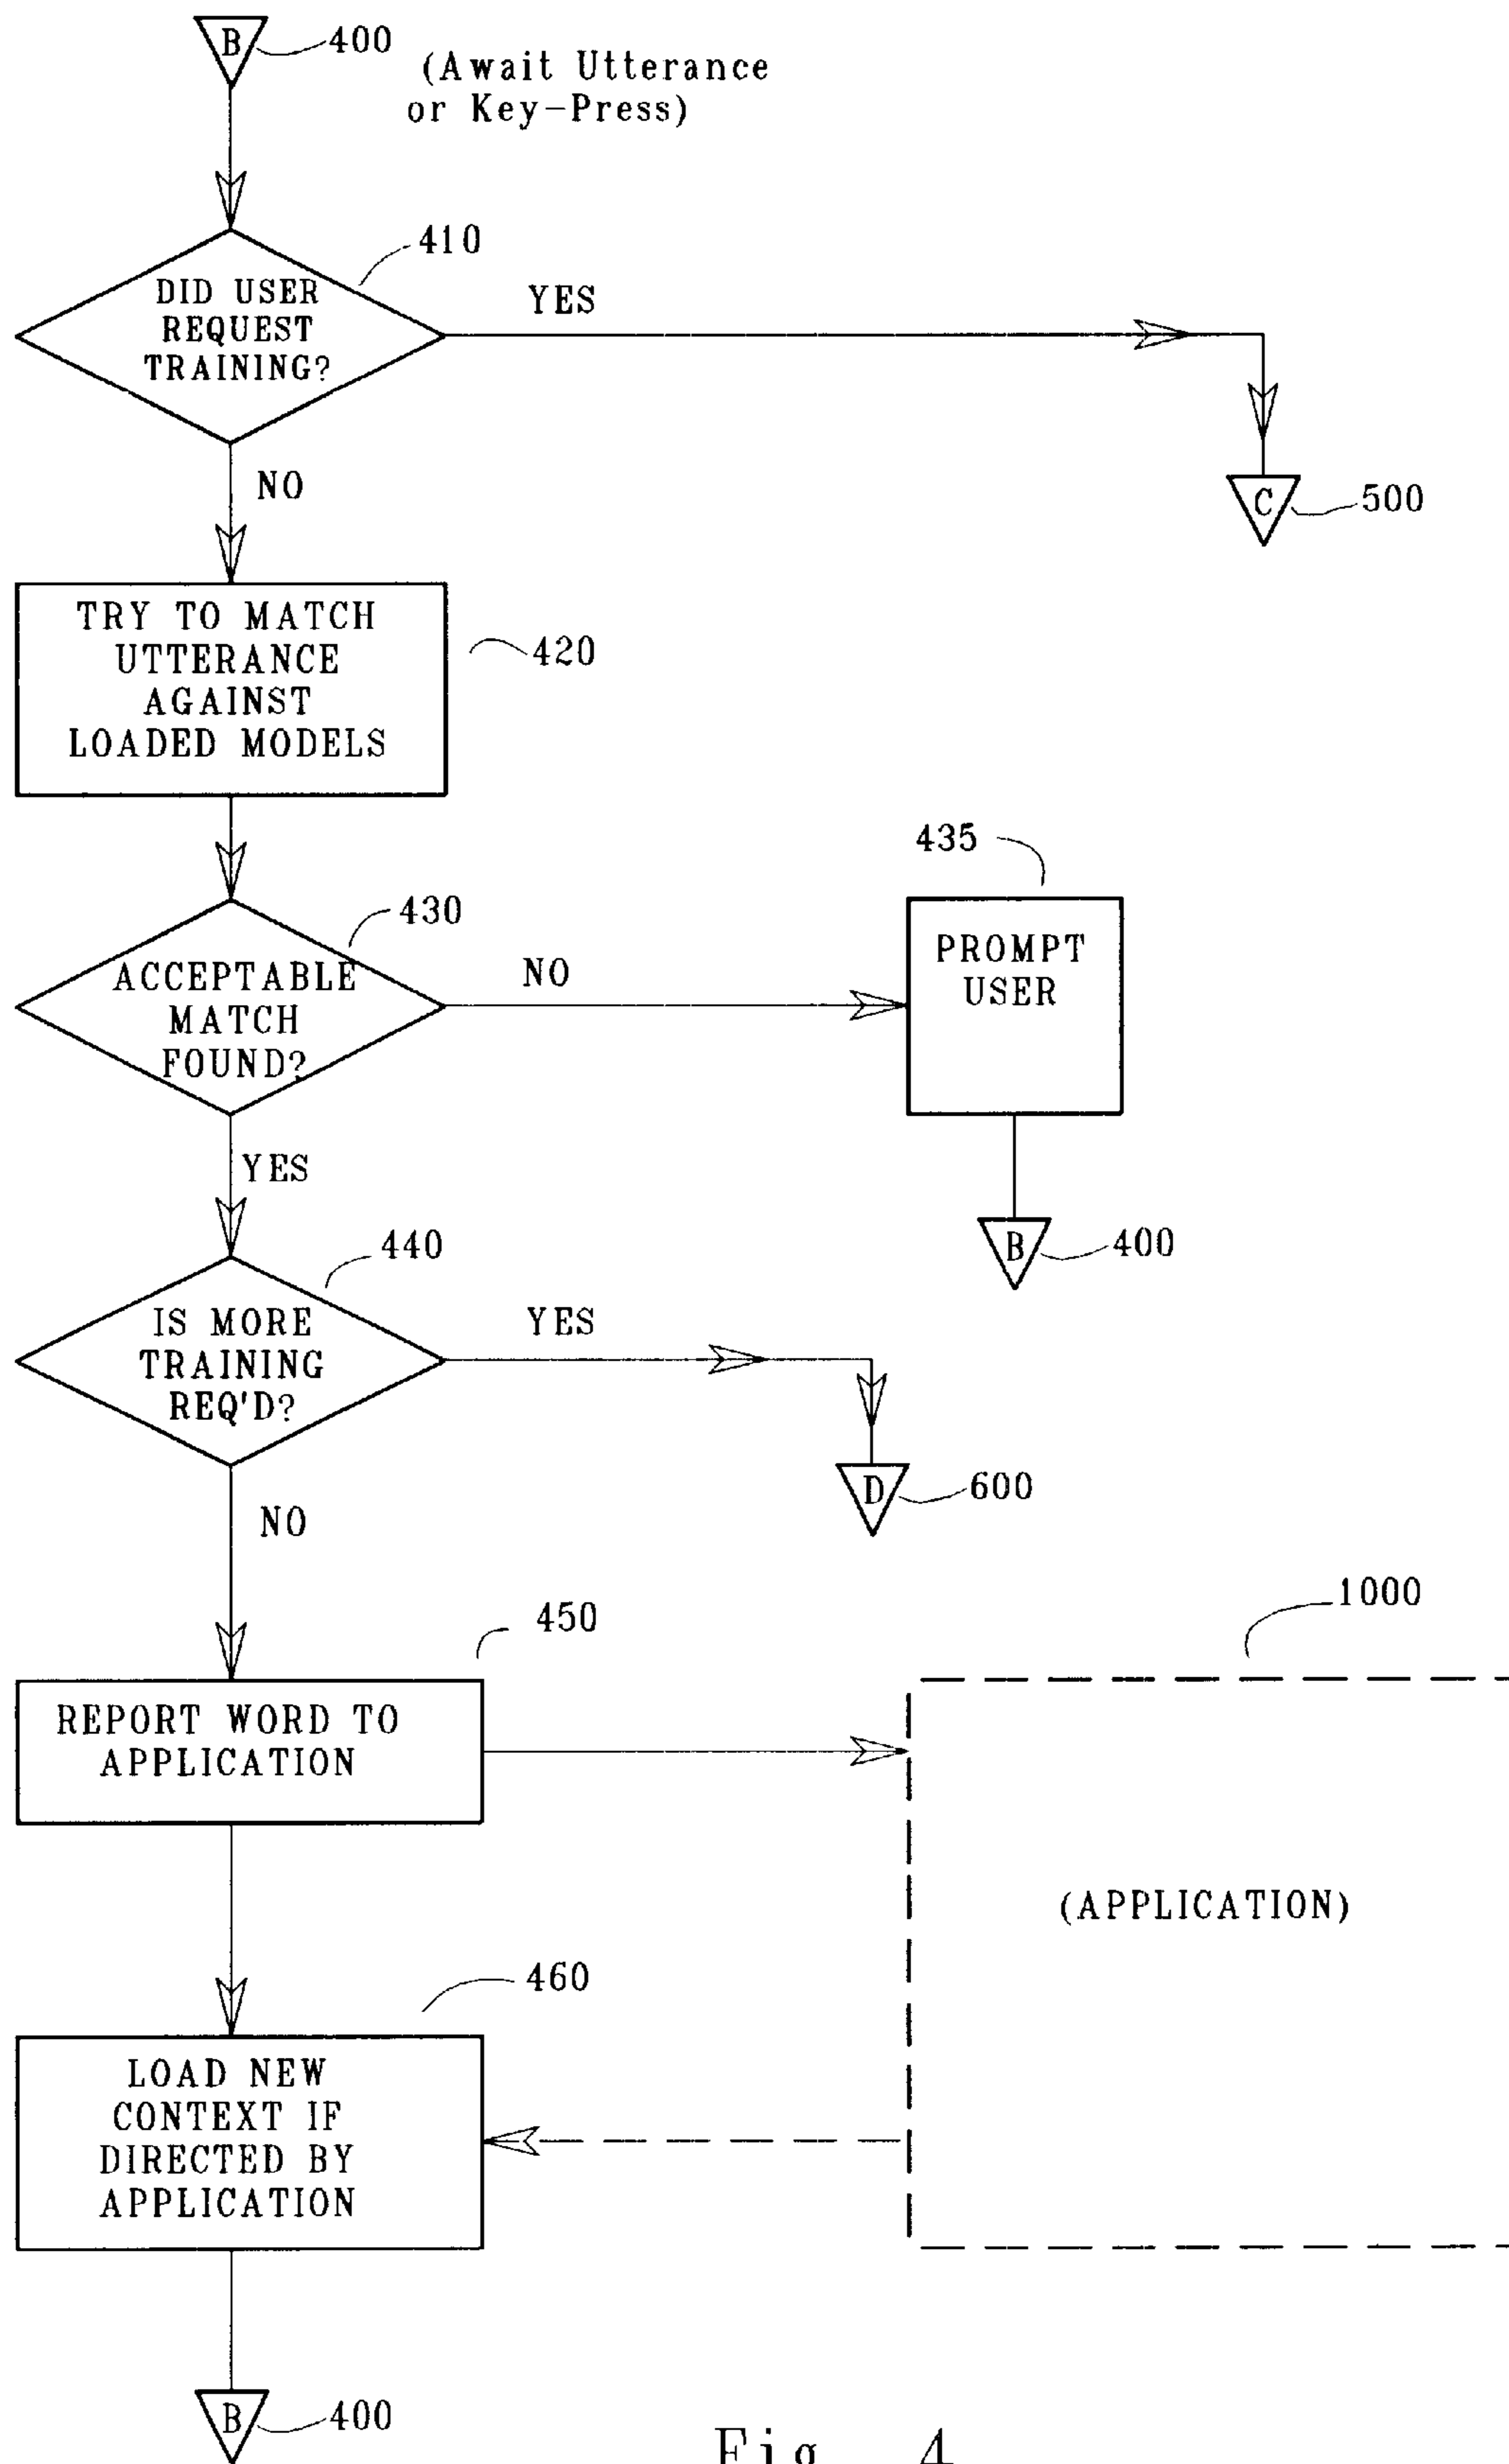 B
400
(Await Utterance
or Key-Press)
410
DID USER
REQUEST
TRAINING?
YES
NO
C
500
TRY TO MATCH
UTTERANCE
AGAINST
LOADED MODELS
420
435
430
ACCEPTABLE
MATCH
FOUND?
NO
PROMPT
USER
YES
B
400
440
IS MORE
TRAINING
REQ'D?
YES
D
600
NO
450
1000
REPORT WORD TO
APPLICATION
(APPLICATION)
460
LOAD NEW
CONTEXT IF
DIRECTED BY
APPLICATION
B
400
Fig. 4